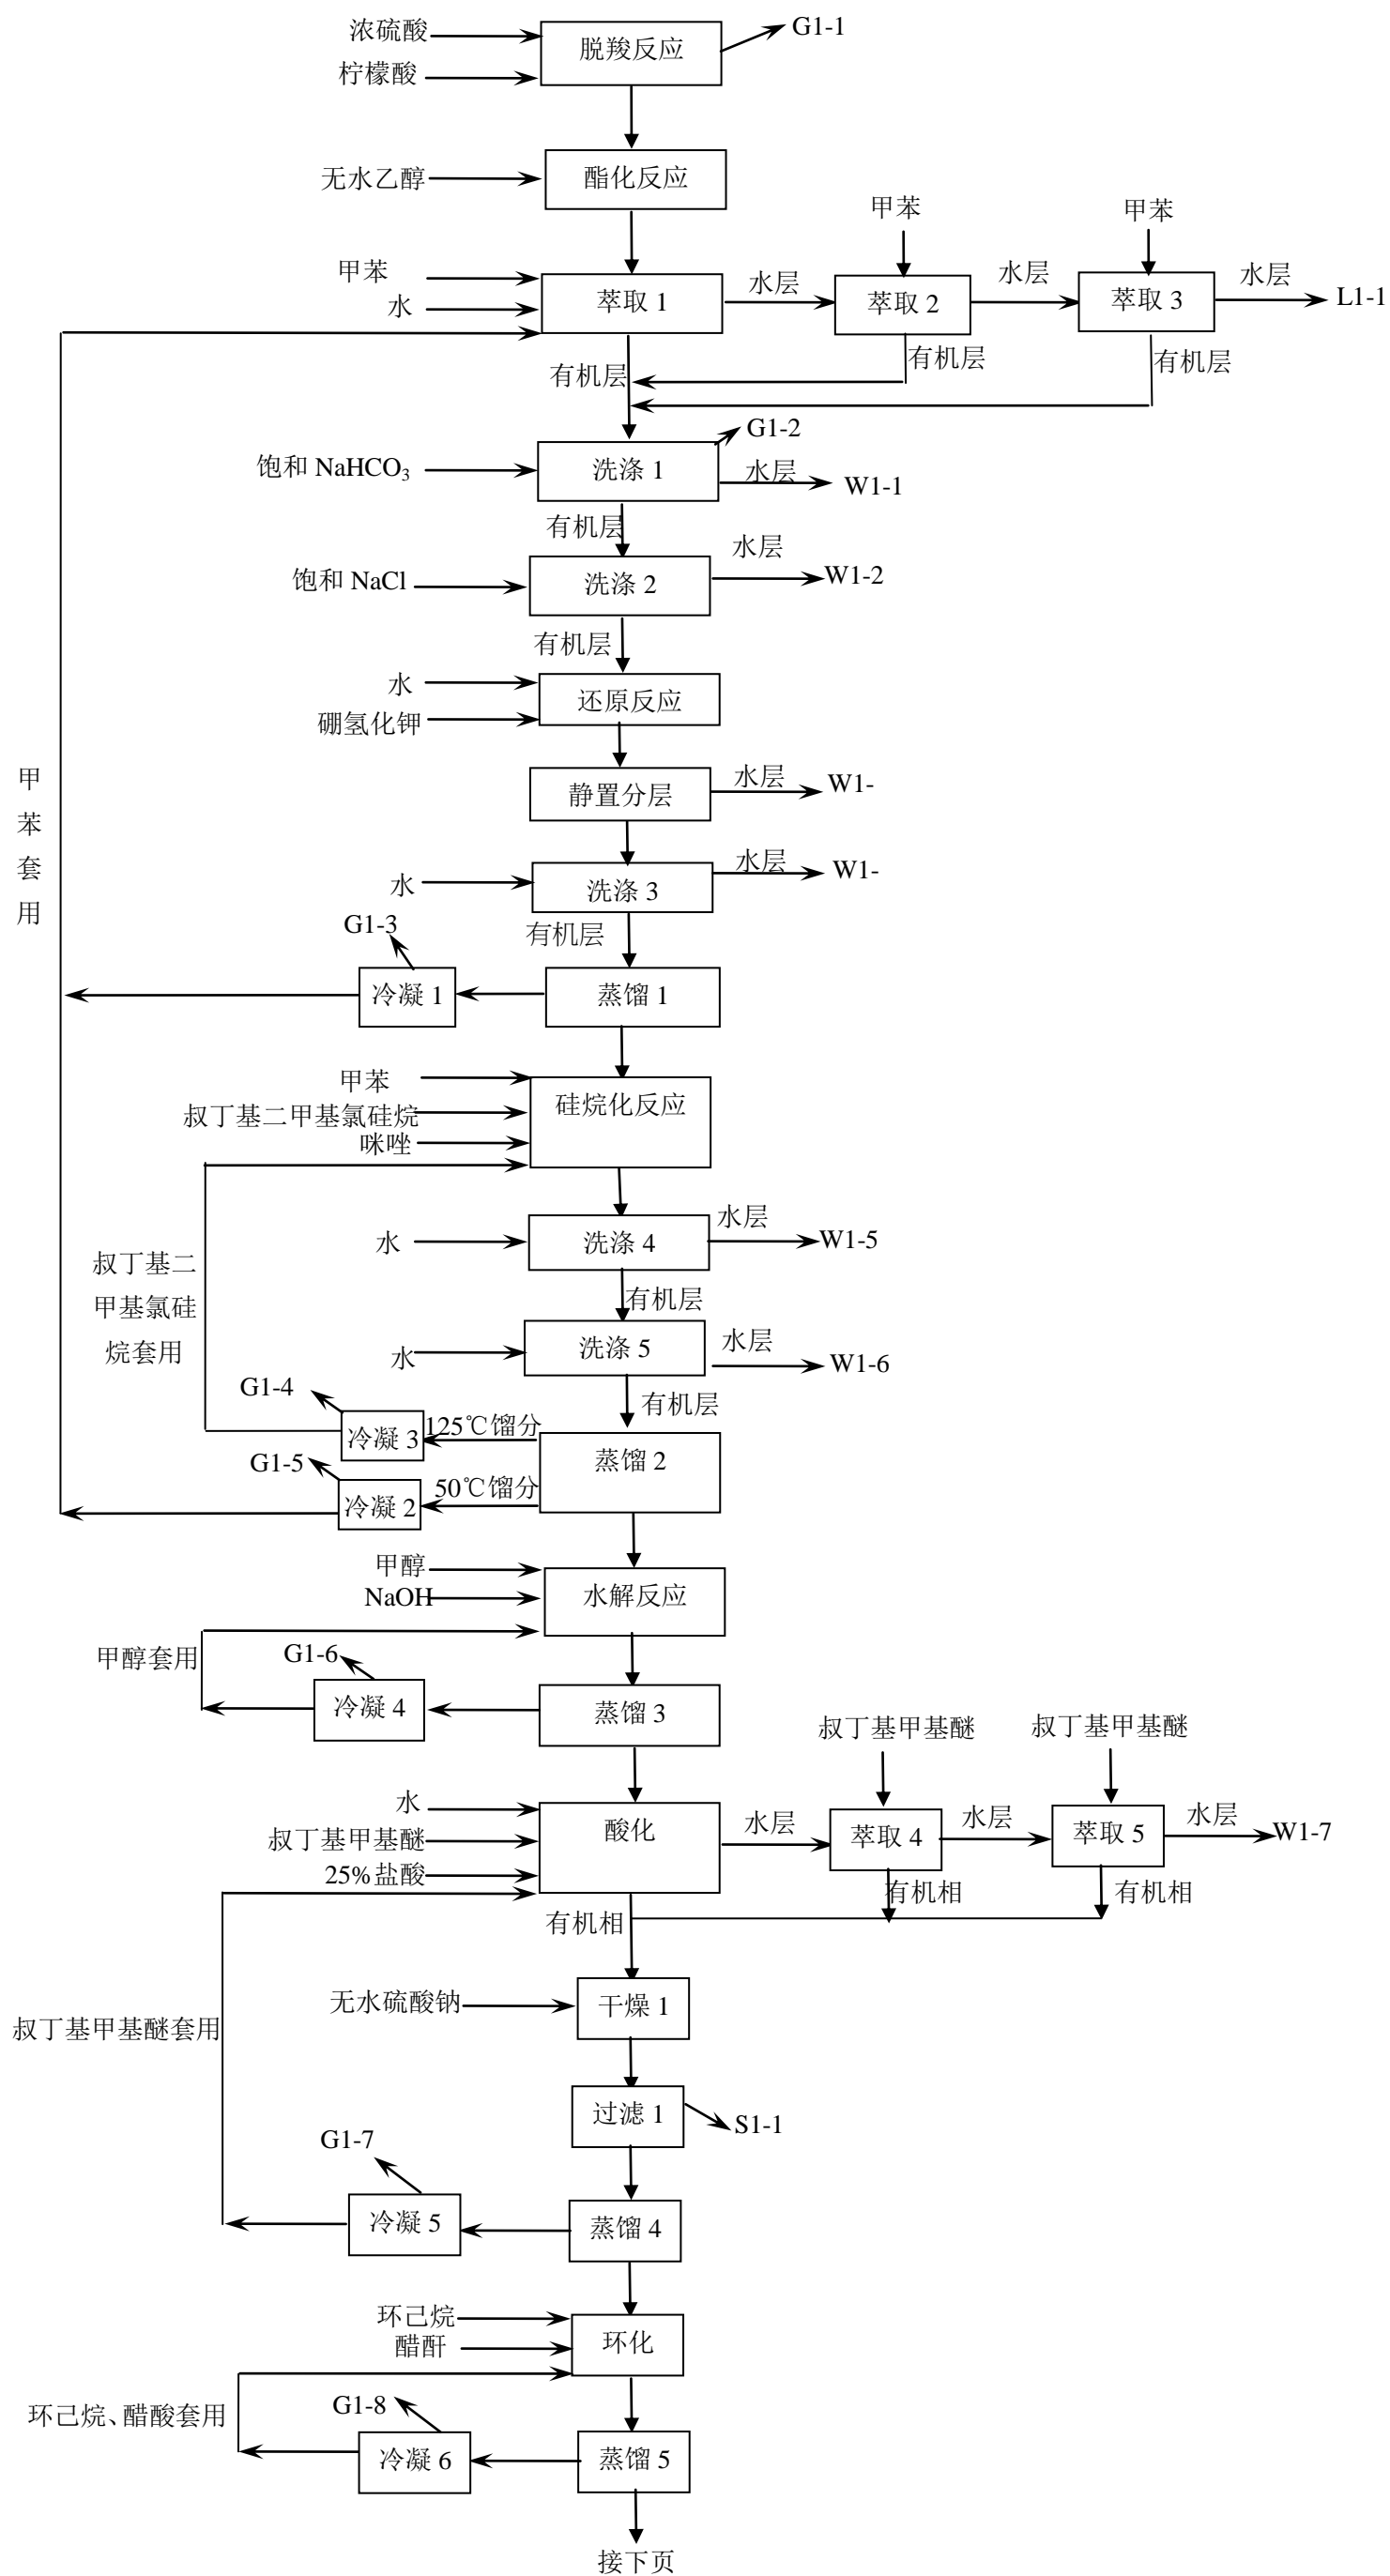 浓硫酸
脱羧反应
G1-1
柠檬酸
无水乙醇
酯化反应
甲苯
甲苯
甲苯
水
萃取 1
水层
萃取 2
水层
萃取 3
水层
L1-1
有机层
有机层
有机层
G1-2
饱和 NaHCO₃
洗涤 1
水层
W1-1
有机层
饱和 NaCl
洗涤 2
水层
W1-2
有机层
水
硼氢化钾
还原反应
甲
苯
套
用
静置分层
水层
W1-
水
洗涤 3
水层
W1-
有机层
G1-3
冷凝 1
蒸馏 1
甲苯
叔丁基二甲基氯硅烷
咪唑
硅烷化反应
水
洗涤 4
水层
W1-5
叔丁基二
甲基氯硅
烷套用
有机层
水
洗涤 5
水层
W1-6
有机层
G1-4
冷凝 3
125℃馏分
蒸馏 2
G1-5
冷凝 2
50℃馏分
甲醇
NaOH
水解反应
甲醇套用
G1-6
冷凝 4
蒸馏 3
叔丁基甲基醚
叔丁基甲基醚
水
叔丁基甲基醚
25%盐酸
酸化
水层
萃取 4
水层
萃取 5
水层
W1-7
有机相
有机相
有机相
无水硫酸钠
干燥 1
叔丁基甲基醚套用
过滤 1
S1-1
G1-7
冷凝 5
蒸馏 4
环己烷
醋酐
环化
环己烷、醋酸套用
G1-8
冷凝 6
蒸馏 5
接下页